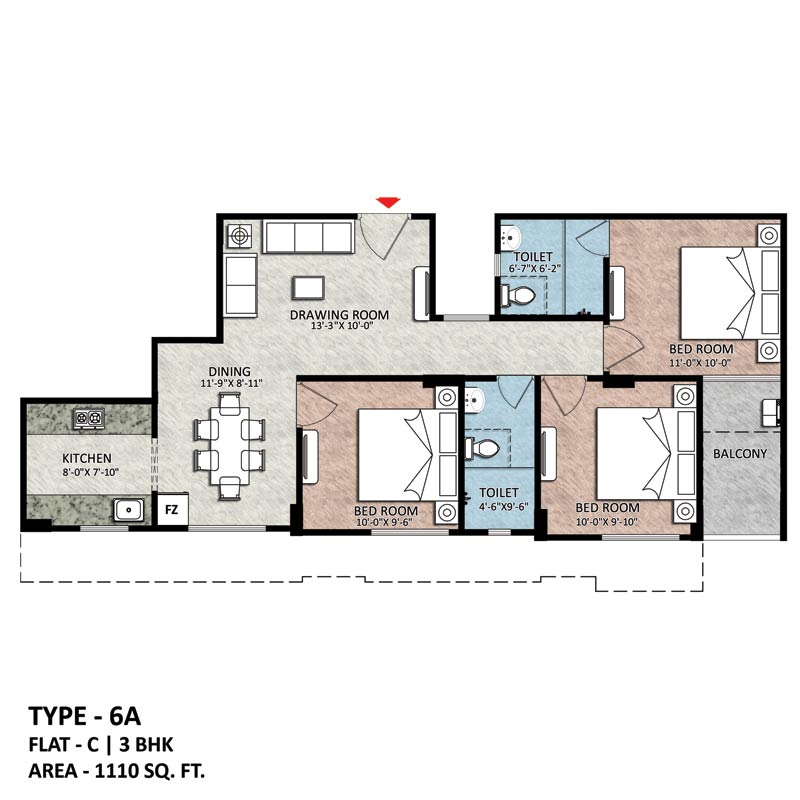 TOILET
6'-7"X 6'-2"
DRAWING ROOM
13'-3"X 10'-0"
BED ROOM
11'-0"X 10'-0"
DINING
11'-9"X 8'-11"
KITCHEN
8'-0"X 7'-10"
BALCONY
FZ
BED ROOM
10'-0"X 9'-6"
TOILET
4'-6"X9'-6"
BED ROOM
10'-0"X 9'-10"
TYPE - 6A
FLAT - C | 3 BHK
AREA - 1110 SQ. FT.